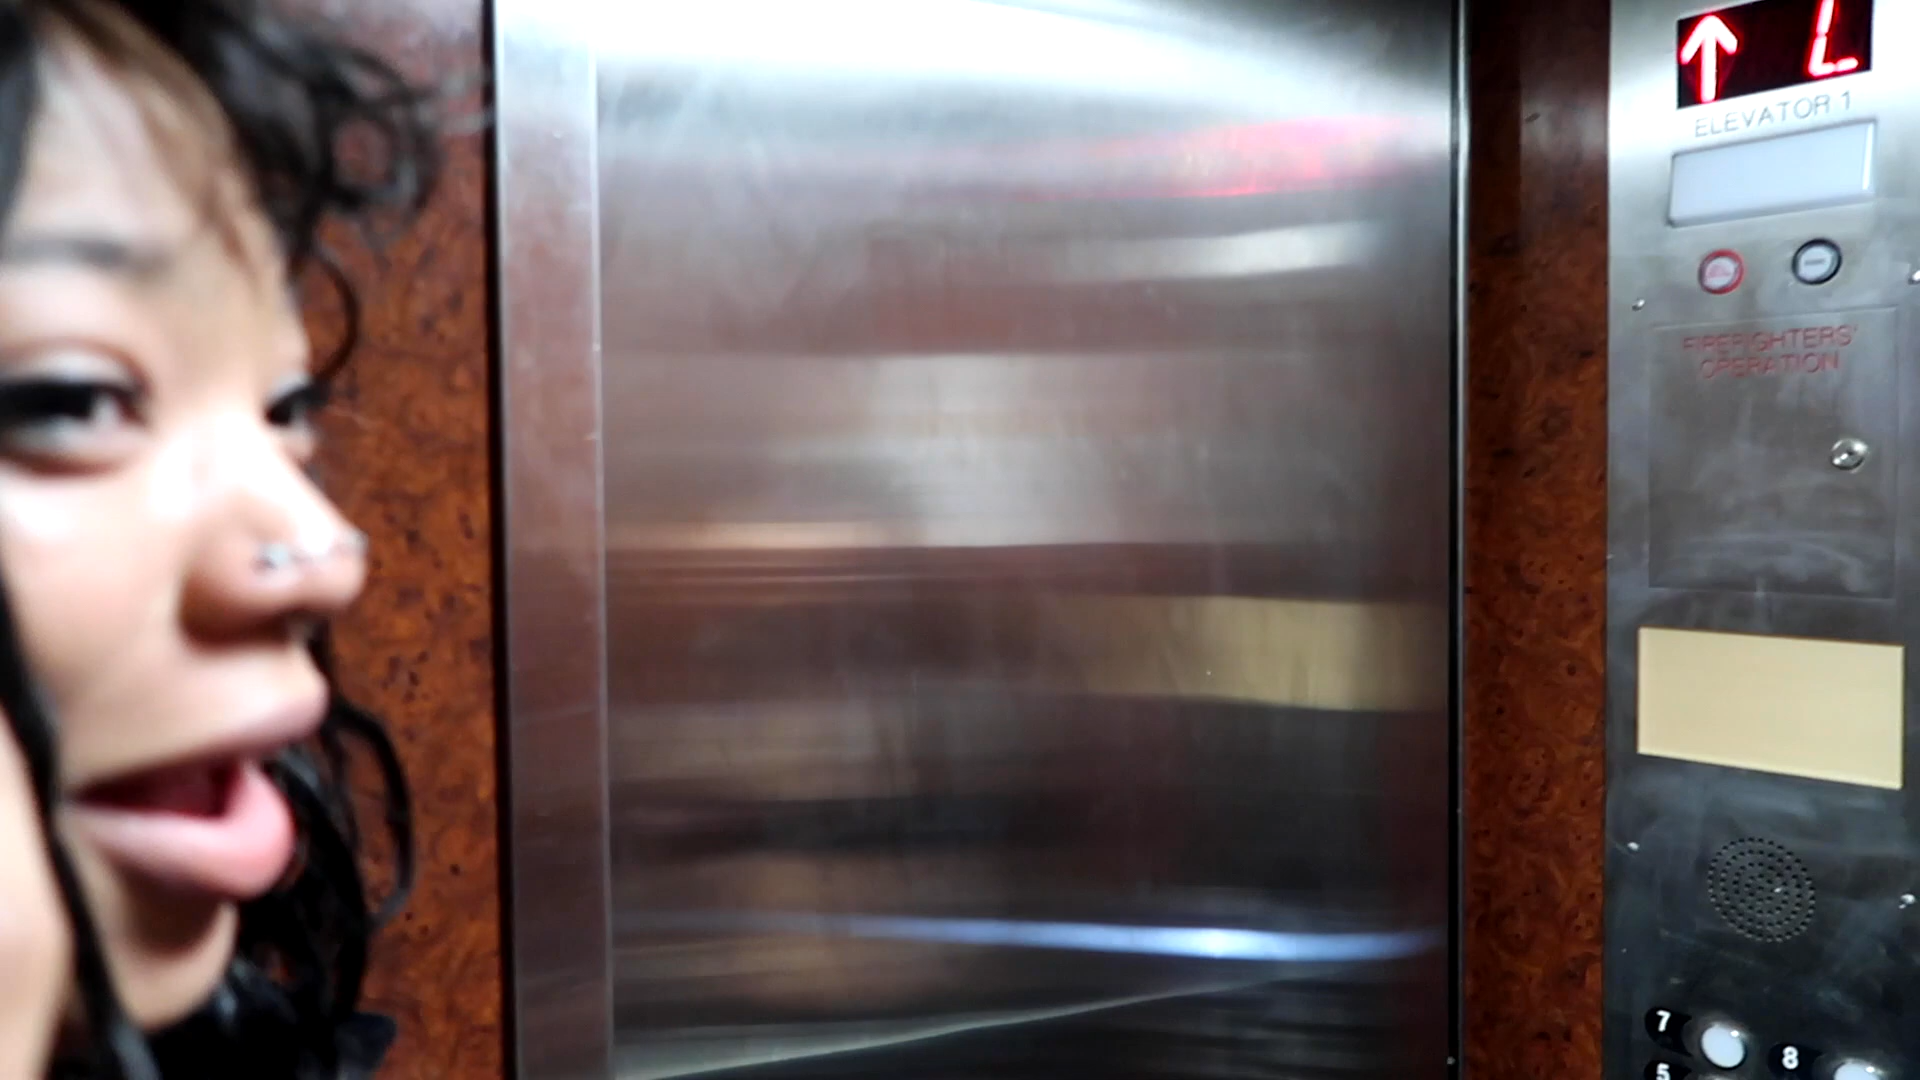 ↑ L
ELEVATOR 1
FIREFIGHTERS'
OPERATION
7
8
5